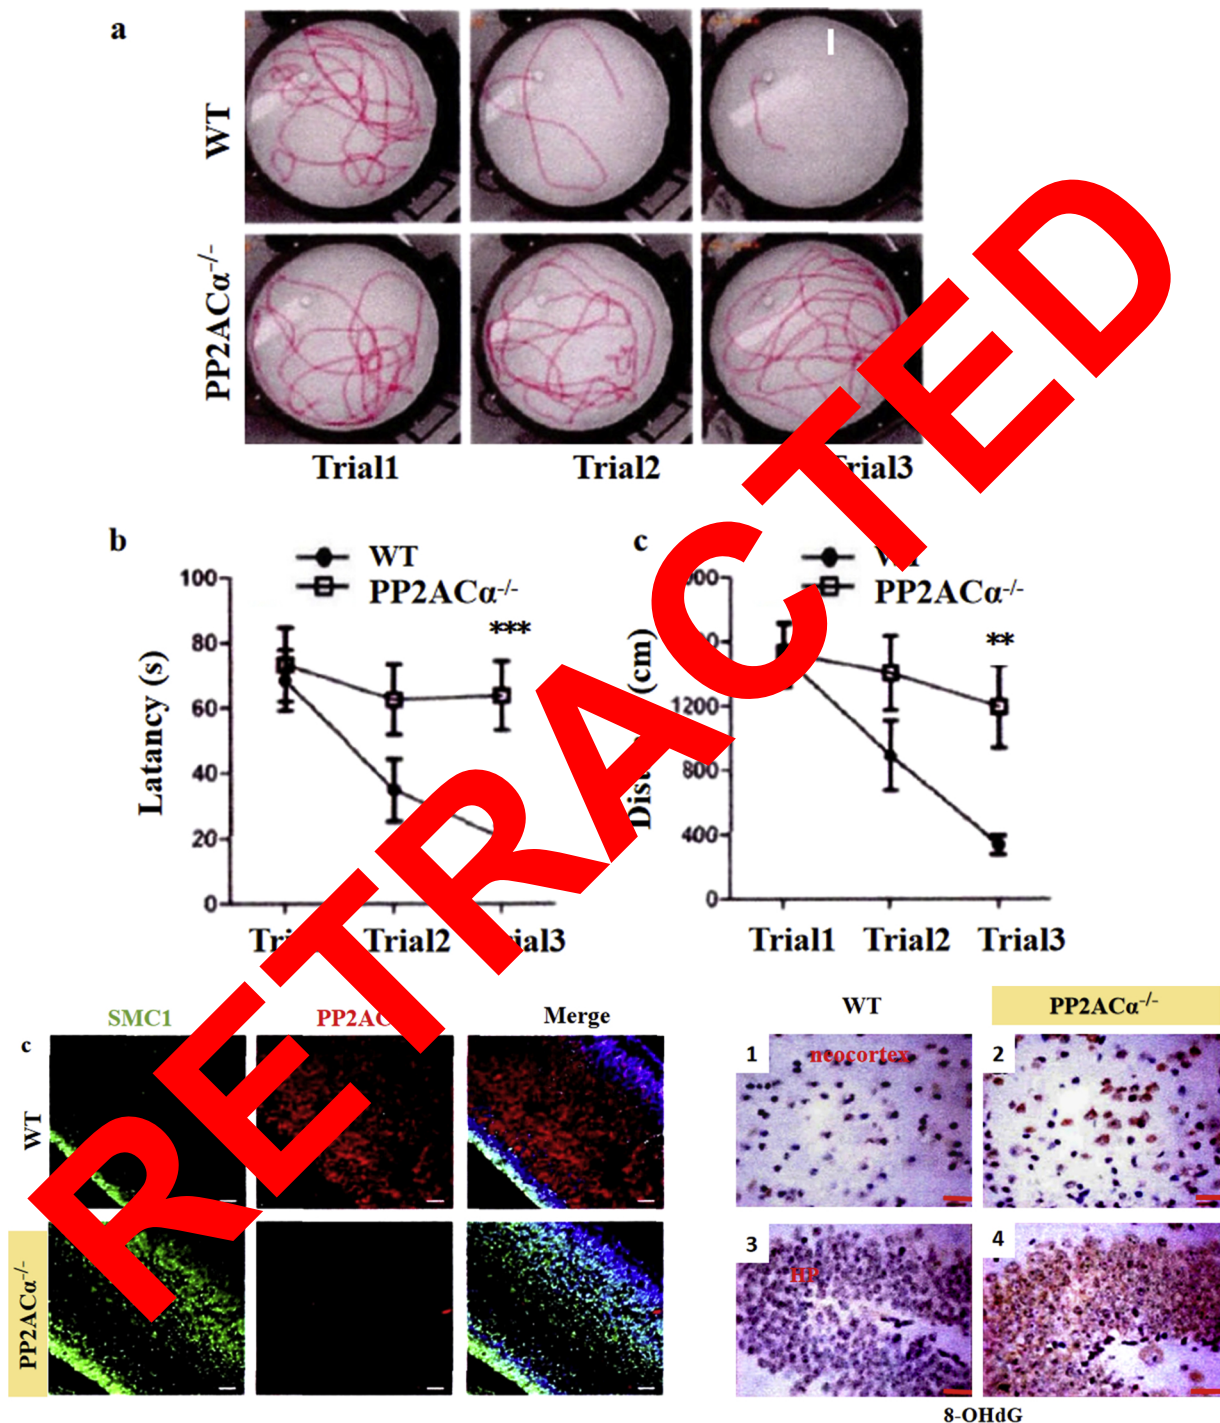 a
WT
PP2ACα-/-
Trial1 Trial2 Trial3
RETRACTED
b
WT
PP2ACα-/-
***
Latancy (s)
100
80
60
40
20
0
Trial2
c
PP2ACα-/-
**
(cm)
1200
800
400
0
Trial1 Trial2 Trial3
SMC1 Merge
c
WT
PP2ACα-/-
WT PP2ACα-/-
1 neocortex 2
3 HP 4
8-OHdG